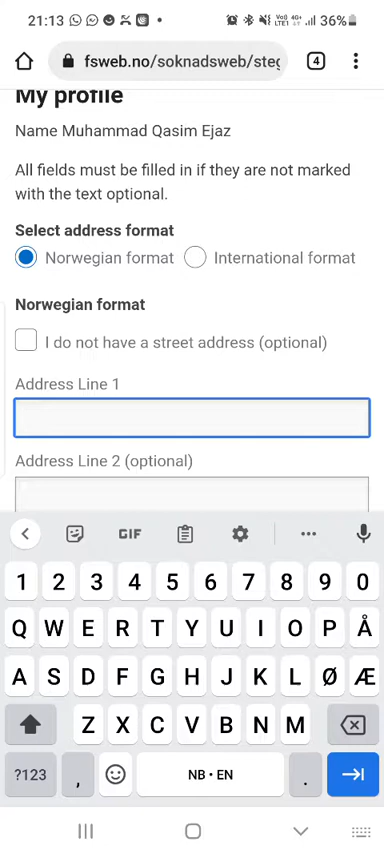 21:13
36%
fsweb.no/soknadsweb/steg
4
My profile
Name Muhammad Qasim Ejaz
All fields must be filled in if they are not marked
with the text optional.
Select address format
Norwegian format
International format
Norwegian format
I do not have a street address (optional)
Address Line 1
Address Line 2 (optional)
GIF
1 2 3 4 5 6 7 8 9 0
Q W E R T Y U I O P Å
A S D F G H J K L Ø Æ
Z X C V B N M
?123 , NB • EN .